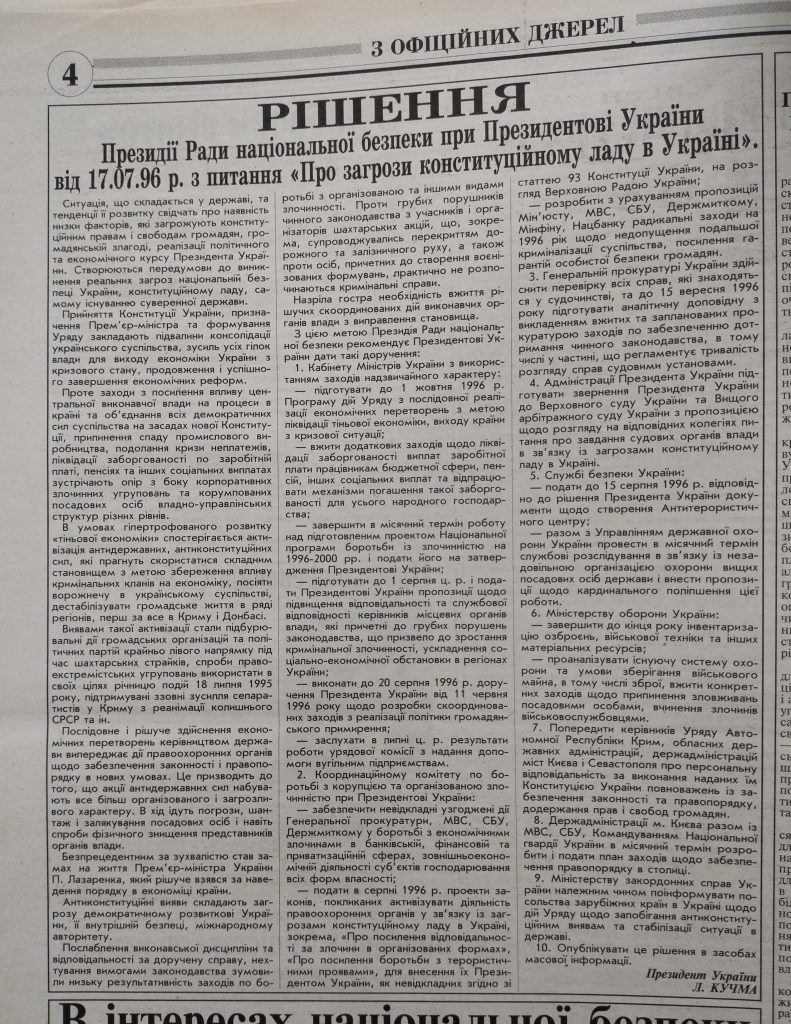 4
З ОФІЦІЙНИХ ДЖЕРЕЛ
РІШЕННЯ
Президії Ради національної безпеки при Президентові України
від 17.07.96 р. з питання «Про загрози конституційному ладу в Україні».
Ситуація, що складається у державі, та
тенденції її розвитку свідчать про наявність
низки факторів, які загрожують конститу-
ційним правам і свободам громадян, гро-
мадянській злагоді, реалізації політичного
та економічного курсу Президента Украї-
ни. Створюються передумови до виник-
нення реальних загроз національній без-
пеці України, конституційному ладу, са-
мому існуванню суверенної держави.
Прийняття Конституції України, призна-
чення Прем’єр-міністра та формування
Уряду закладають підвалини консолідації
українського суспільства, зусиль усіх гілок
влади для виходу економіки України з
кризового стану, продовження і успішно-
го завершення економічних реформ.
Проте заходи з посилення впливу цен-
тральної виконавчої влади на процеси в
країні та об’єднання всіх демократичних
сил суспільства на засадах нової Консти-
туції, припинення спаду промислового ви-
робництва, подолання кризи неплатежів,
ліквідації заборгованості по заробітній
платі, пенсіях та інших соціальних виплатах
зустрічають опір з боку корпоративних
злочинних угруповань та корумпованих
посадових осіб владно-управлінських
структур різних рівнів.
В умовах гіпертрофованого розвитку
«тіньової економіки» спостерігається акти-
візація антидержавних, антиконституційних
сил, які прагнуть скористися складним
становищем з метою збереження впливу
кримінальних кланів на економіку, посіяти
ворожнечу в українському суспільстві,
дестабілізувати громадське життя в ряді
регіонів, перш за все в Криму і Донбасі.
Виявами такої активізації стали підбурю-
вальні дії громадських організацій та полі-
тичних партій крайньо лівого напрямку під
час шахтарських страйків, спроби право-
екстремістських угруповань використати в
своїх цілях річницю подій 18 липня 1995
року, підтримувані ззовні зусилля сепара-
тистів у Криму з реанімації колишнього
СРСР та ін.
Послідовне і рішуче здійснення еконо-
мічних перетворень керівництвом держа-
ви випереджає дії правоохоронних органів
щодо забезпечення законності і правопо-
рядку в нових умовах. Це призводить до
того, що акції антидержавних сил набува-
ють все більш організованого і загрозли-
вого характеру. В хід ідуть погрози, шан-
таж і залякування посадових осіб і навіть
спроби фізичного знищення представників
органів влади.
Безпрецедентним за зухвалістю став за-
мах на життя Прем’єр-міністра України
П. Лазаренка, який рішуче взявся за наве-
дення порядку в економіці країни.
Антиконституційні вияви складають за-
грозу демократичному розвиткові Украї-
ни, її внутрішній безпеці, міжнародному
авторитету.
Послаблення виконавської дисципліни та
відповідальності за доручену справу, нех-
тування вимогами законодавства зумови-
ли низьку результативність заходів по бо-
ротьбі з організованою та іншими видами
злочинності. Проти грубих порушників
чинного законодавства з учасників і орга-
нізаторів шахтарських акцій, що, зокре-
ма, супроводжувались перекриттям до-
рожного та залізничного руху, а також
проти осіб, причетних до створення воєні-
зованих формувань, практично не розпо-
чинаються кримінальні справи.
Назріла гостра необхідність вжиття рі-
шучих скоординованих дій виконавчих ор-
ганів влади з виправлення становища.
З цією метою Президія Ради національ-
ної безпеки рекомендує Президентові Ук-
раїни дати такі доручення:
1. Кабінету Міністрів України з використ-
танням заходів надзвичайного характеру:
— підготувати до 1 жовтня 1996 р.
Програму дій Уряду з послідовної реалі-
зації економічних перетворень з метою
ліквідації тіньової економіки, виходу країни
з кризової ситуації;
— вжити додаткових заходів щодо лікві-
дації заборгованості виплат заробітної
плати працівникам бюджетної сфери, пен-
сій, інших соціальних виплат та відпрацю-
вати механізми погашення такої заборго-
ваності для усього народного господар-
ства;
— завершити в місячний термін роботу
над підготовленим проектом Національної
програми боротьби із злочинністю на
1996-2000 рр. і подати його на затвер-
дження Президентові України;
— підготувати до 1 серпня ц. р. і пода-
ти Президентові України пропозиції щодо
підвищення відповідальності та службової
відповідності керівників місцевих органів
влади, які причетні до грубих порушень
законодавства, що призвело до зростання
кримінальної злочинності, ускладнення со-
ціально-економічної обстановки в регіонах
України;
— виконати до 20 серпня 1996 р. дору-
чення Президента України від 11 червня
1996 року щодо розробки скоординова-
них заходів з реалізації політики громадян-
ського примирення;
— заслухати в липні ц. р. результати
роботи урядової комісії з надання допо-
моги вугільним підприємствам.
2. Координаційному комітету по бо-
ротьбі з корупцією та організованою зло-
чинністю при Президентові України:
— забезпечити невідкладні узгоджені дії
Генеральної прокуратури, МВС, СБУ,
Держмиткому у боротьбі з економічними
злочинами в банківській, фінансовій та
приватизаційній сферах, зовнішньоеконо-
мічній діяльності суб’єктів господарювання
всіх форм власності;
— подати в серпні 1996 р. проекти за-
конів, покликаних активізувати діяльність
правоохоронних органів у зв’язку із заг-
розами конституційному ладу в Україні,
зокрема, «Про посилення відповідальнос-
ті за злочини в організованих формах»,
«Про посилення боротьби з терористич-
ними проявами», для внесення їх Прези-
дентом України, як невідкладних згідно зі
статтею 93 Конституції України, на роз-
гляд Верховною Радою України;
— розробити з урахуванням пропозицій
Мін’юсту, МВС, СБУ, Держмиткому,
Мінфіну, Нацбанку радикальні заходи на
1996 рік щодо недопущення подальшої
криміналізації суспільства, посилення га-
рантій особистої безпеки громадян.
3. Генеральній прокуратурі України здій-
снити перевірку всіх справ, які знаходять-
ся у судочинстві, та до 15 вересня 1996
року підготувати аналітичну доповідну з
викладенням вжитих та запланованих про-
куратурою заходів по забезпеченню дот-
римання чинного законодавства, в тому
числі у частині, що регламентує тривалість
розгляду справ судовими установами.
4. Адміністрації Президента України під-
готувати звернення Президента України
до Верховного суду України та Вищого
арбітражного суду України з пропозицією
щодо розгляду на відповідних колегіях пи-
тання про завдання судових органів влади
в зв’язку із загрозами конституційному
ладу в Україні.
5. Службі безпеки України:
— подати до 15 серпня 1996 р. відповід-
но до рішення Президента України доку-
менти щодо створення Антитерористич-
ного центру;
— разом з Управлінням державної охо-
рони України провести в місячний термін
службові розслідування в зв’язку із неза-
довільною організацією охорони вищих
посадових осіб держави і внести пропози-
ції щодо кардинального поліпшення цієї
роботи.
6. Міністерству оборони України:
— завершити до кінця року інвентариза-
цію озброєнь, військової техніки та інших
матеріальних ресурсів;
— проаналізувати існуючу систему охо-
рони та умови зберігання військового
майна, в тому числі зброї, вжити конкрет-
них заходів щодо припинення зловживань
посадовими особами, вчинення злочинів
військовослужбовцями.
7. Попередити керівників Уряду Авто-
номної Республіки Крим, обласних дер-
жавних адміністрацій, держадміністрацій
міст Києва і Севастополя про персональну
відповідальність за виконання наданих їм
Конституцією України повноважень із за-
безпечення законності та правопорядку,
додержання прав і свобод громадян.
8. Держадміністрації м. Києва разом із
МВС, СБУ, Командуванням Національної
гвардії України в місячний термін розро-
бити і подати план заходів щодо забезпе-
чення правопорядку в столиці.
9. Міністерству закордонних справ Ук-
раїни належним чином поінформувати по-
сольства зарубіжних країн в Україні щодо
дій Уряду щодо запобігання антиконститу-
ційним виявам та стабілізації ситуації в
державі.
10. Опублікувати це рішення в засобах
масової інформації.
Президент України
Л. КУЧМА
В інтересах національної безпеки